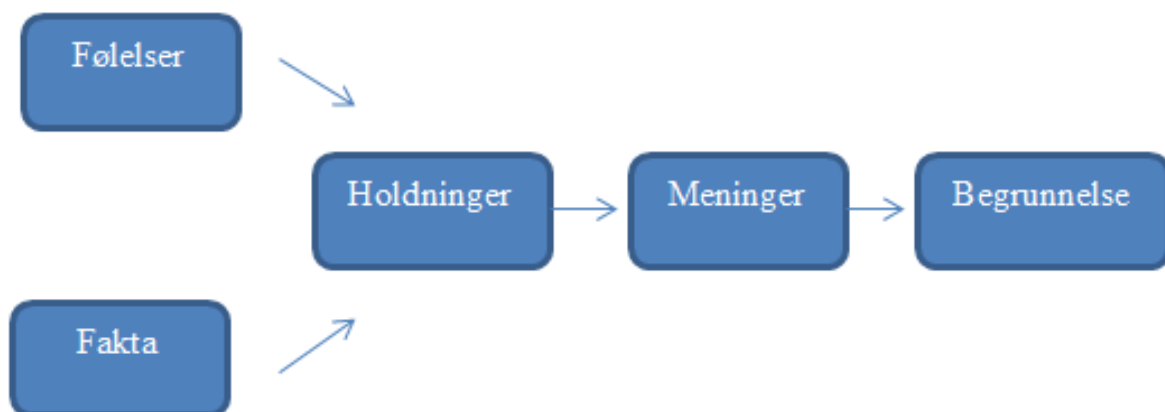 Følelser
Holdninger
Meninger
Begrunnelse
Fakta